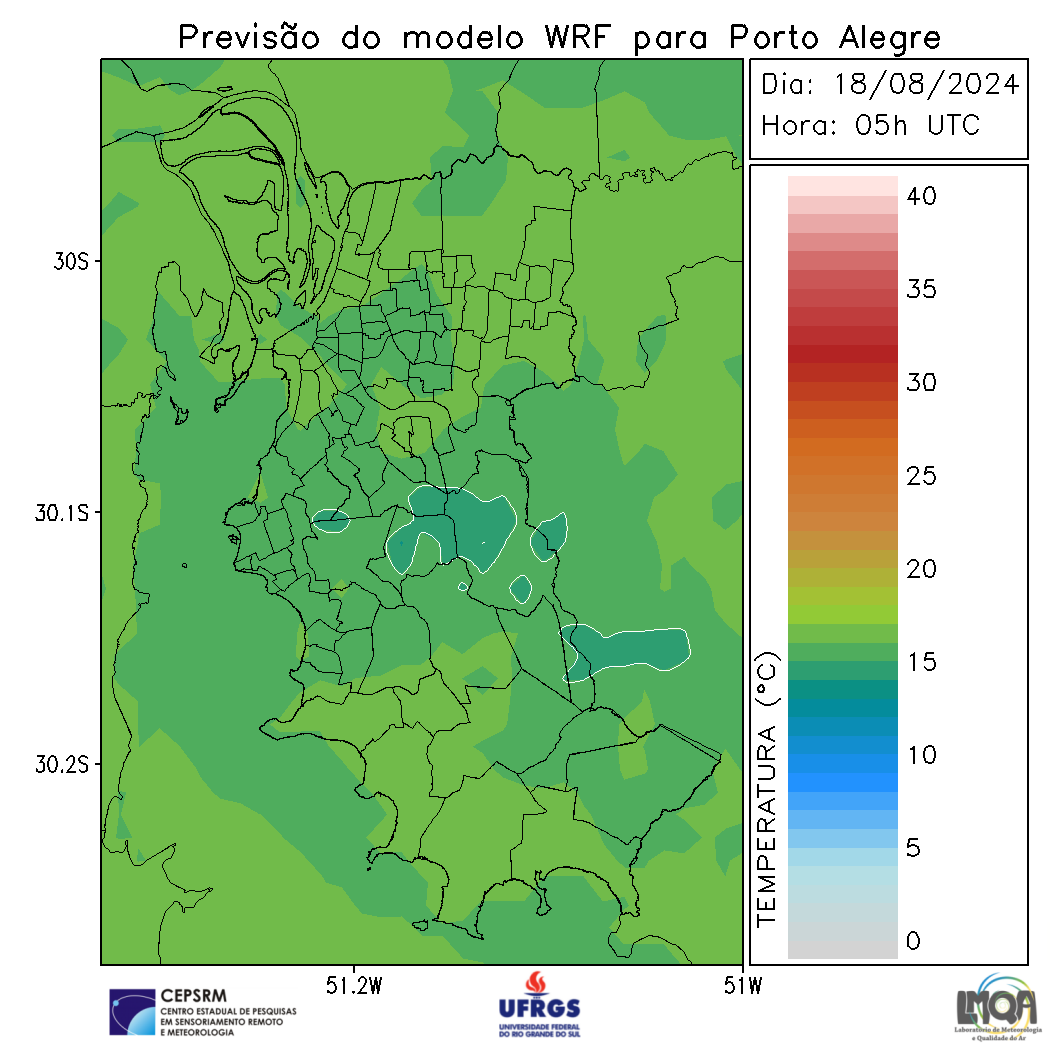 Previsão do modelo WRF para Porto Alegre
Dia: 18/08/2024
Hora: 05h UTC
40
35
30
25
20
15
10
5
0
TEMPERATURA (°C)
30S
30.1S
30.2S
51.2W
51W
CEPSRM
CENTRO ESTADUAL DE PESQUISAS
EM SENSORIAMENTO REMOTO
E METEOROLOGIA
UFRGS
UNIVERSIDADE FEDERAL
DO RIO GRANDE DO SUL
LMQA
Laboratório de Meteorologia
e Qualidade do Ar